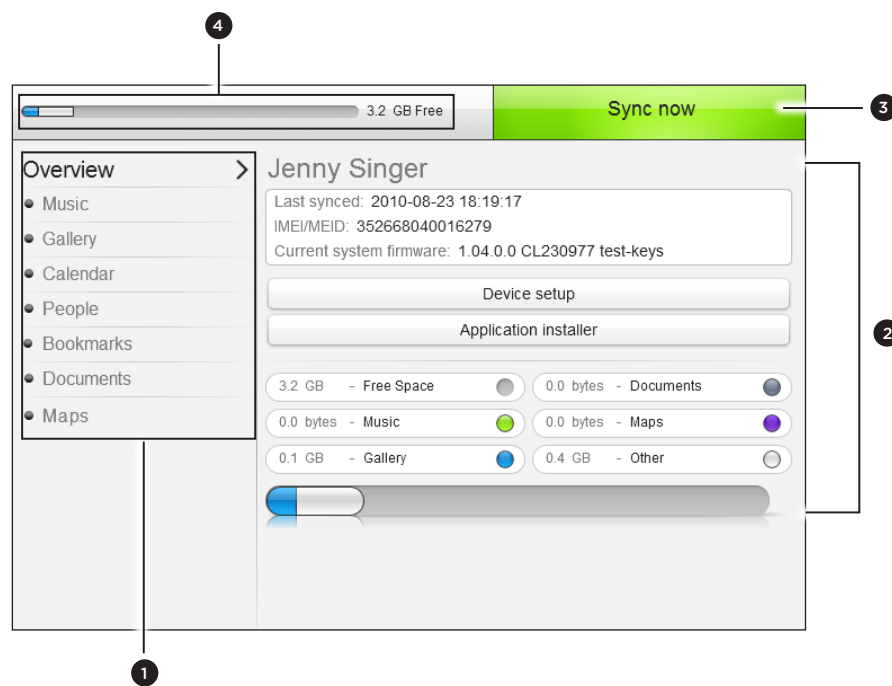 4
3.2 GB Free
Sync now
3
Overview
Music
Gallery
Calendar
People
Bookmarks
Documents
Maps
Jenny Singer
Last synced: 2010-08-23 18:19:17
IMEI/MEID: 352668040016279
Current system firmware: 1.04.0.0 CL230977 test-keys
Device setup
Application installer
3.2 GB - Free Space
0.0 bytes - Documents
0.0 bytes - Music
0.0 bytes - Maps
0.1 GB - Gallery
0.4 GB - Other
2
1